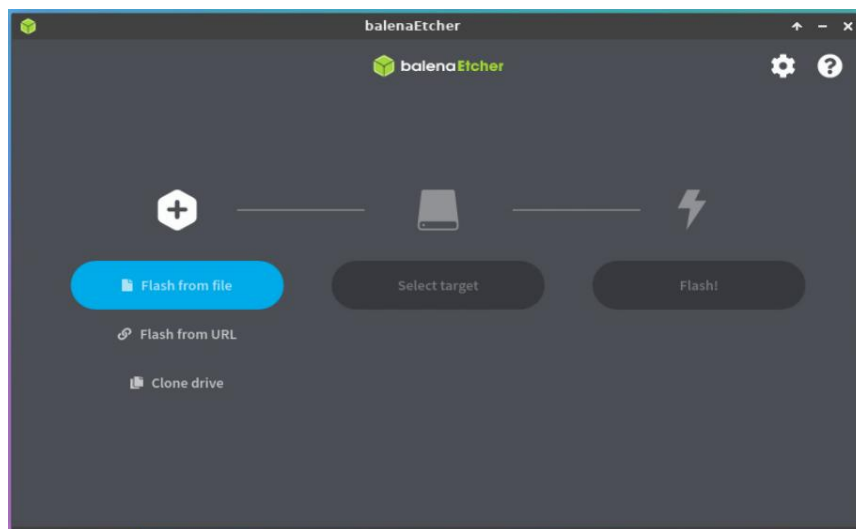 balenaEtcher
balenaEtcher
Flash from file
Select target
Flash!
Flash from URL
Clone drive